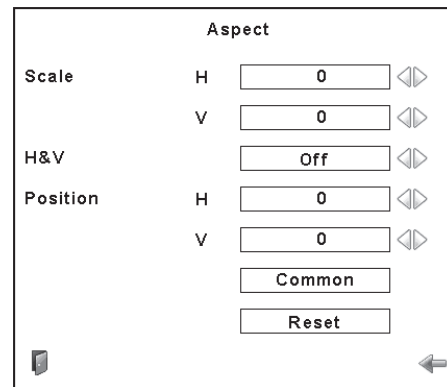 Aspect
Scale H 0
V 0
H&V Off
Position H 0
V 0
Common
Reset